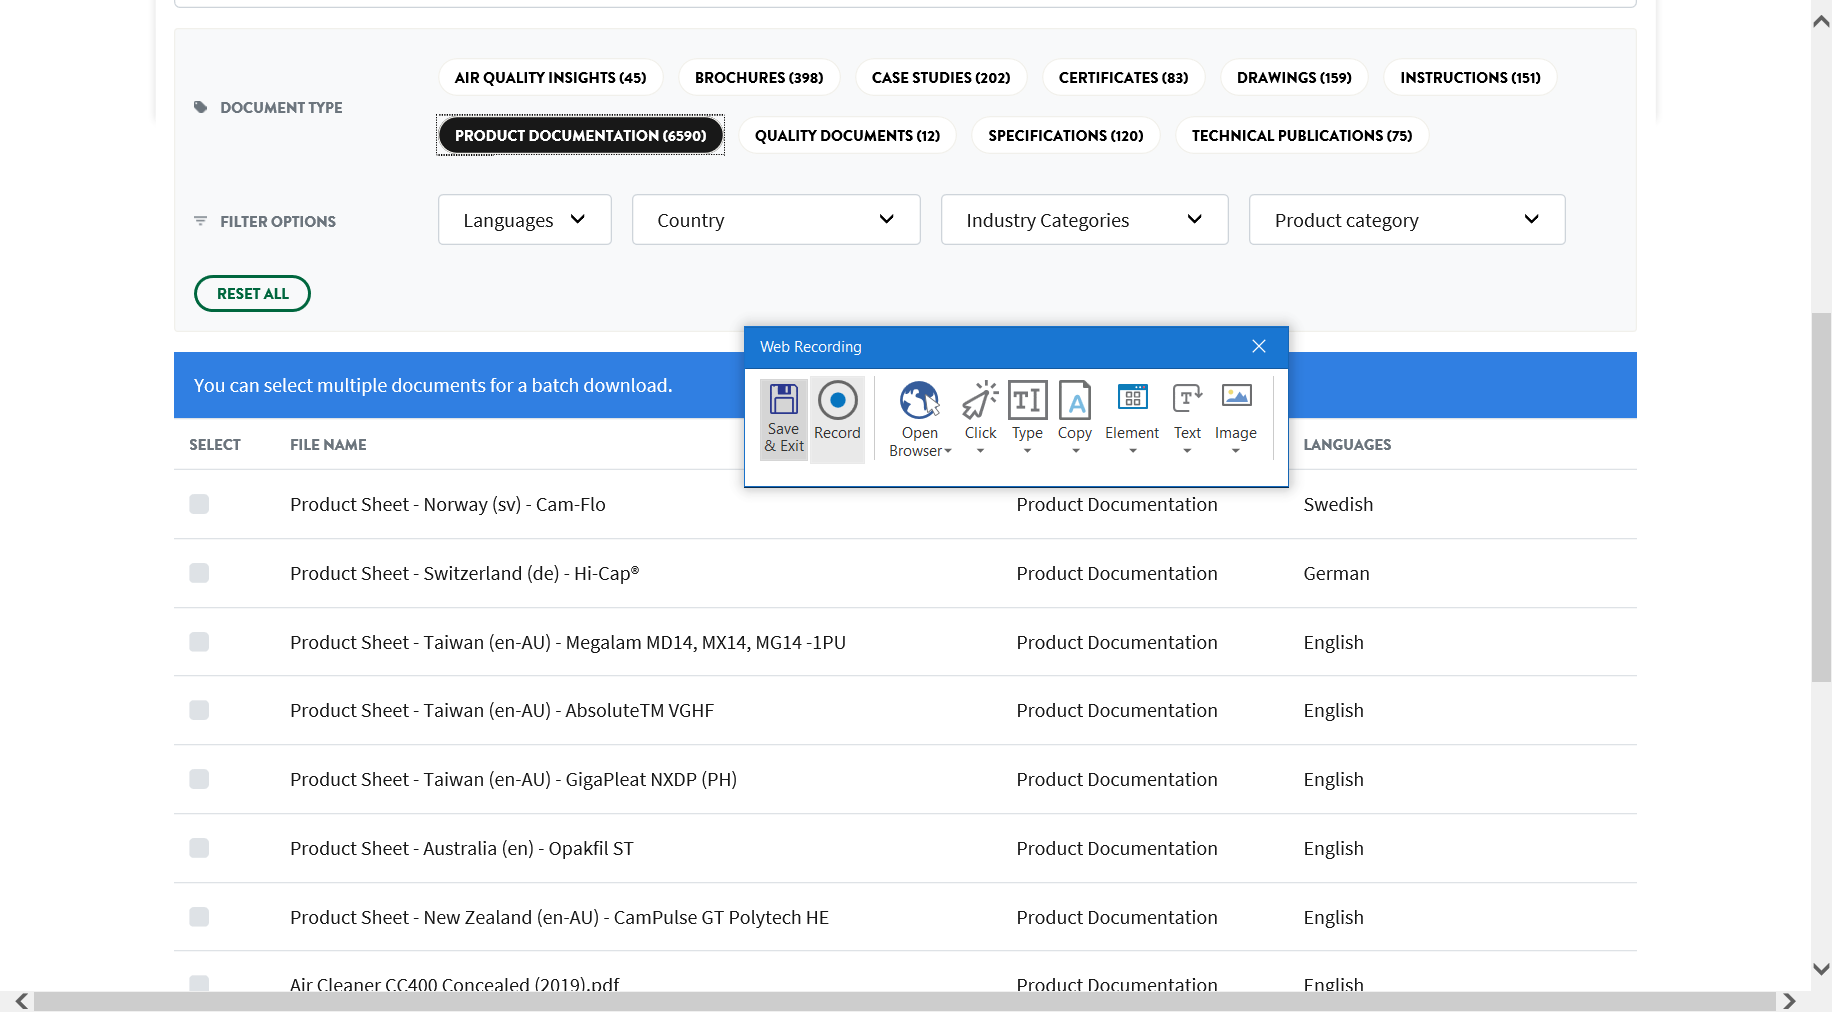 AIR QUALITY INSIGHTS (45) BROCHURES (398) CASE STUDIES (202) CERTIFICATES (83) DRAWINGS (159) INSTRUCTIONS (151)
DOCUMENT TYPE
PRODUCT DOCUMENTATION (6590) QUALITY DOCUMENTS (12) SPECIFICATIONS (120) TECHNICAL PUBLICATIONS (75)
FILTER OPTIONS Languages Country Industry Categories Product category
RESET ALL
Web Recording
You can select multiple documents for a batch download.
Save
& Exit
Record
Open
Browser
Click
Type
Copy
Element
Text
Image
SELECT FILE NAME LANGUAGES
Product Sheet - Norway (sv) - Cam-Flo Product Documentation Swedish
Product Sheet - Switzerland (de) - Hi-Cap® Product Documentation German
Product Sheet - Taiwan (en-AU) - Megalam MD14, MX14, MG14 -1PU Product Documentation English
Product Sheet - Taiwan (en-AU) - AbsoluteTM VGHF Product Documentation English
Product Sheet - Taiwan (en-AU) - GigaPleat NXDP (PH) Product Documentation English
Product Sheet - Australia (en) - Opakfil ST Product Documentation English
Product Sheet - New Zealand (en-AU) - CamPulse GT Polytech HE Product Documentation English
Air Cleaner CC400 Concealed (2019).pdf Product Documentation English